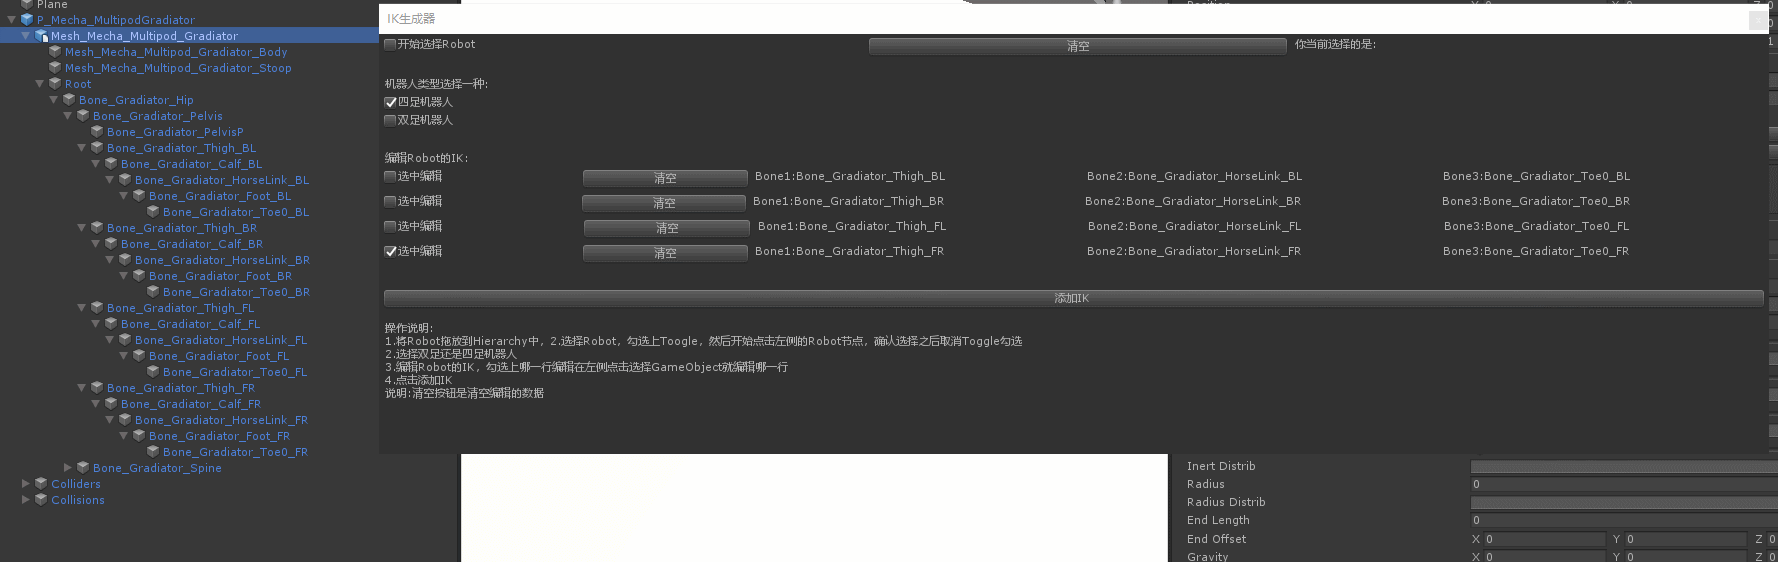 Plane
P_Mecha_MultipodGradiator
Mesh_Mecha_Multipod_Gradiator
Mesh_Mecha_Multipod_Gradiator_Body
Mesh_Mecha_Multipod_Gradiator_Stoop
Root
Bone_Gradiator_Hip
Bone_Gradiator_Pelvis
Bone_Gradiator_PelvisP
Bone_Gradiator_Thigh_BL
Bone_Gradiator_Calf_BL
Bone_Gradiator_HorseLink_BL
Bone_Gradiator_Foot_BL
Bone_Gradiator_Toe0_BL
Bone_Gradiator_Thigh_BR
Bone_Gradiator_Calf_BR
Bone_Gradiator_HorseLink_BR
Bone_Gradiator_Foot_BR
Bone_Gradiator_Toe0_BR
Bone_Gradiator_Thigh_FL
Bone_Gradiator_Calf_FL
Bone_Gradiator_HorseLink_FL
Bone_Gradiator_Foot_FL
Bone_Gradiator_Toe0_FL
Bone_Gradiator_Thigh_FR
Bone_Gradiator_Calf_FR
Bone_Gradiator_HorseLink_FR
Bone_Gradiator_Foot_FR
Bone_Gradiator_Toe0_FR
Bone_Gradiator_Spine
Colliders
Collisions
IK生成器
开始选择Robot 清空 你当前选择的是:
机器人类型选择一种:
四足机器人
双足机器人
编辑Robot的IK:
选中编辑 清空 Bone1:Bone_Gradiator_Thigh_BL Bone2:Bone_Gradiator_HorseLink_BL Bone3:Bone_Gradiator_Toe0_BL
选中编辑 清空 Bone1:Bone_Gradiator_Thigh_BR Bone2:Bone_Gradiator_HorseLink_BR Bone3:Bone_Gradiator_Toe0_BR
选中编辑 清空 Bone1:Bone_Gradiator_Thigh_FL Bone2:Bone_Gradiator_HorseLink_FL Bone3:Bone_Gradiator_Toe0_FL
选中编辑 清空 Bone1:Bone_Gradiator_Thigh_FR Bone2:Bone_Gradiator_HorseLink_FR Bone3:Bone_Gradiator_Toe0_FR
添加IK
操作说明:
1.将Robot拖放到Hierarchy中，2.选择Robot，勾选上Toogle，然后开始点击左侧的Robot节点，确认选择之后取消Toggle勾选
2.选择双足还是四足机器人
3.编辑Robot的IK，勾选上哪一行编辑在左侧点击选择GameObject就编辑哪一行
4.点击添加IK
说明:清空按钮是清空编辑的数据
Inert Distrib
Radius 0
Radius Distrib
End Length 0
End Offset X 0 Y 0 Z 0
Gravity X 0 Y 0 Z 0